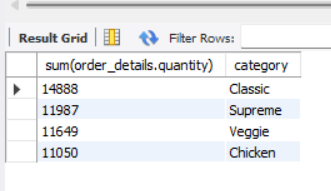 Result Grid Filter Rows:
sum(order_details.quantity) category
14888 Classic
11987 Supreme
11649 Veggie
11050 Chicken